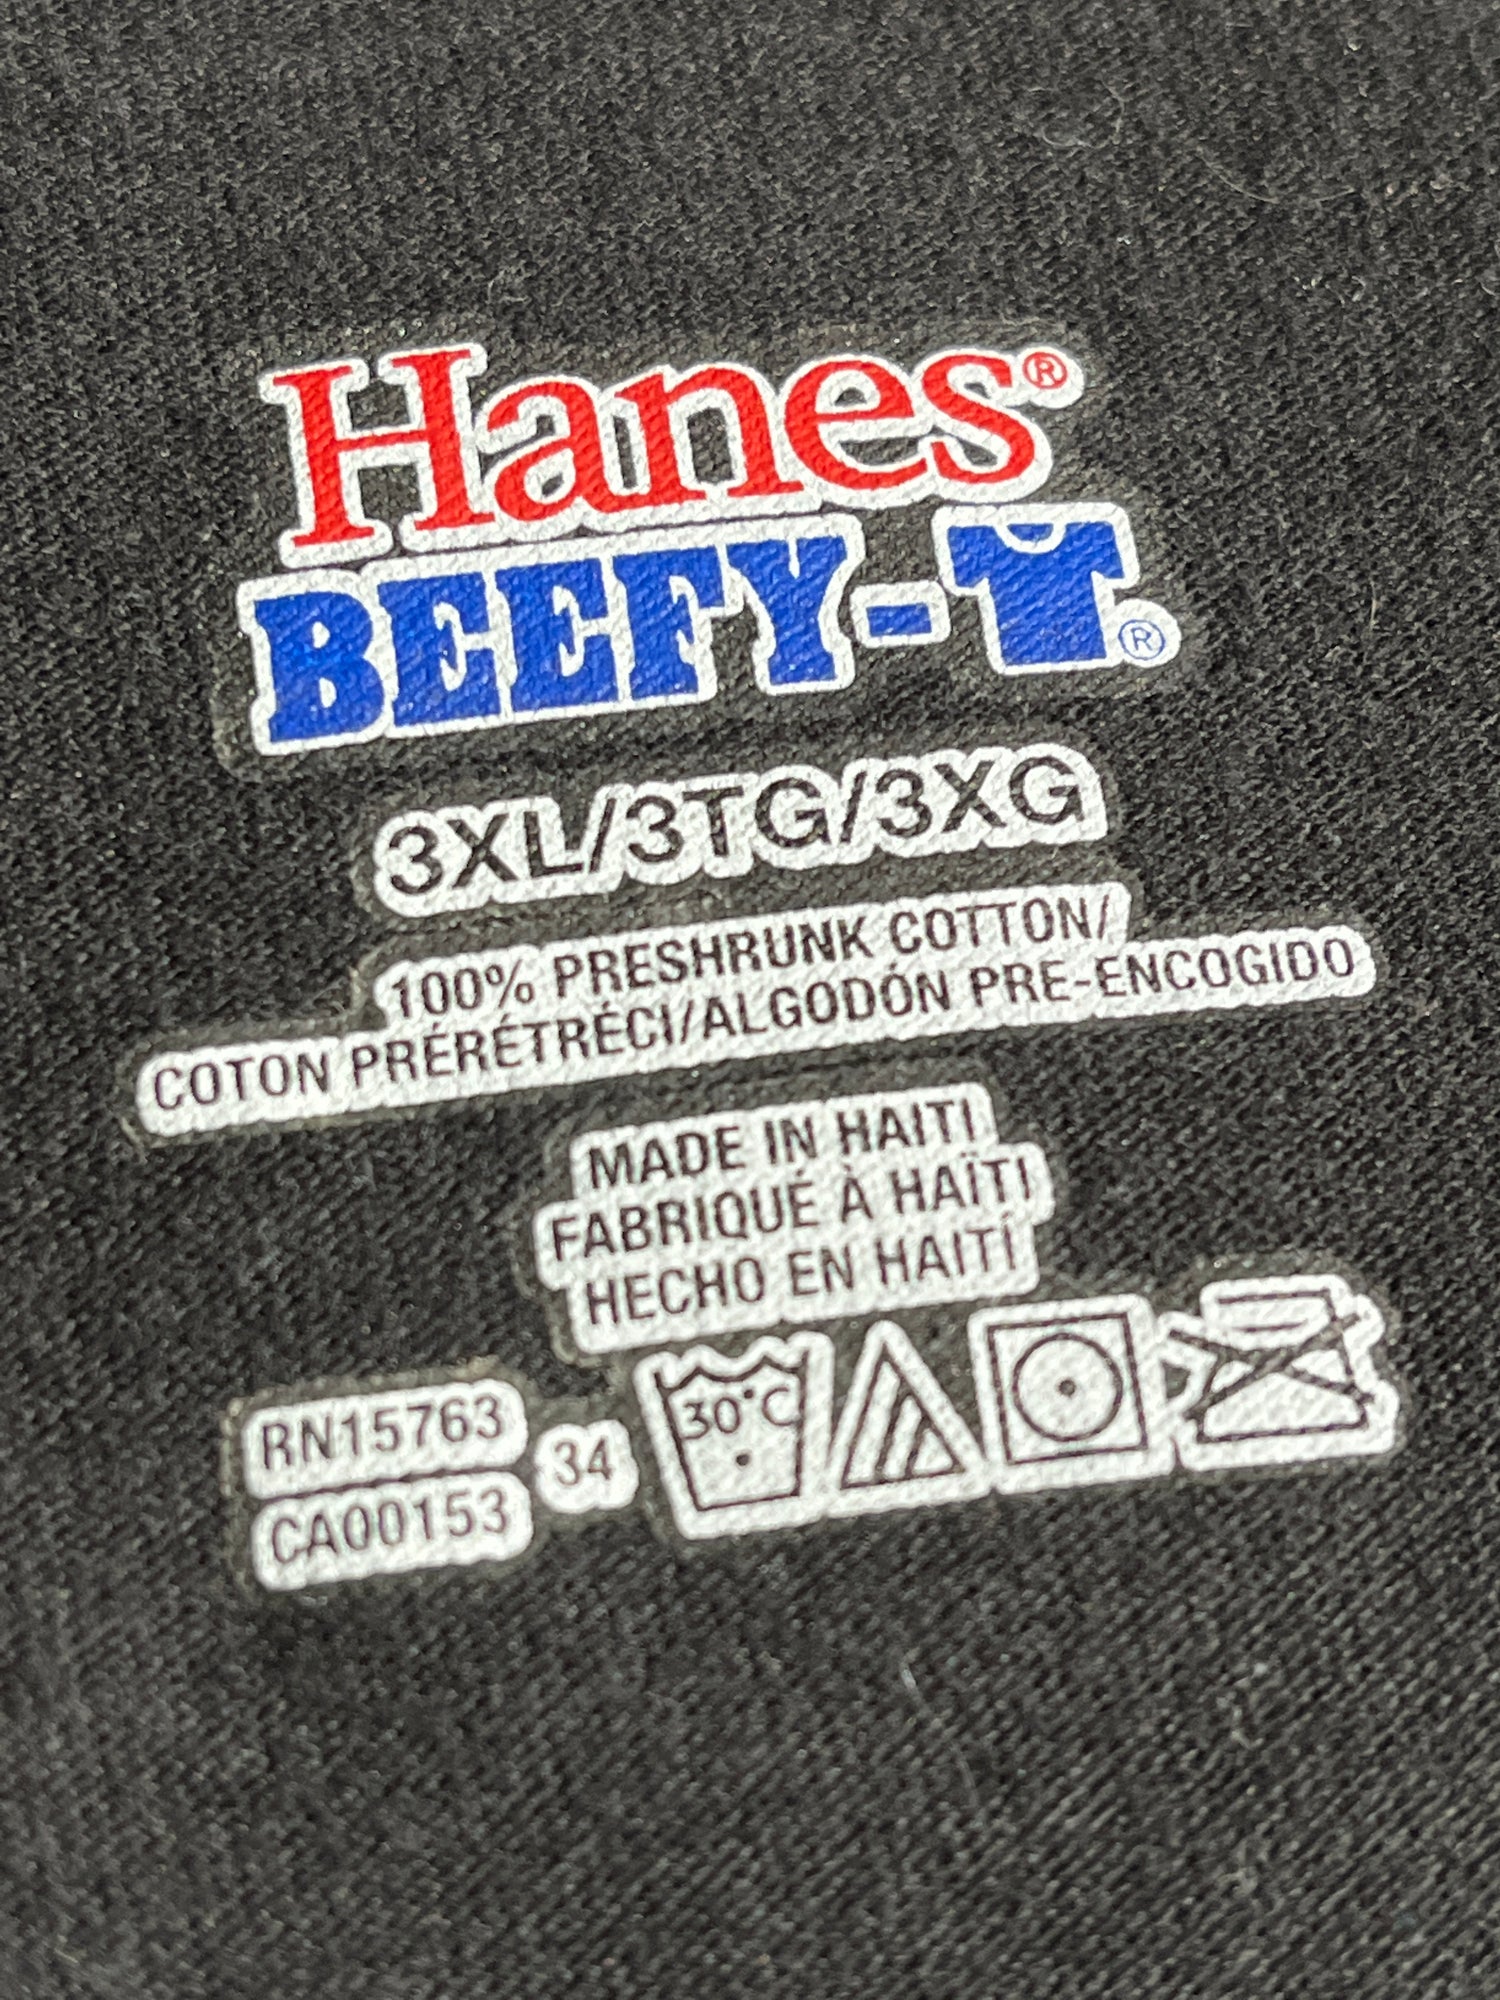 Hanes®
BEEFY-T®
3XL/3TG/3XG
100% PRESHRUNK COTTON/
COTON PRÉRÉTRÉCI/ALGODÓN PRE-ENCOGIDO
MADE IN HAITI
FABRIQUÉ À HAÏTI
HECHO EN HAITÍ
RN15763
CA00153
34
30°C